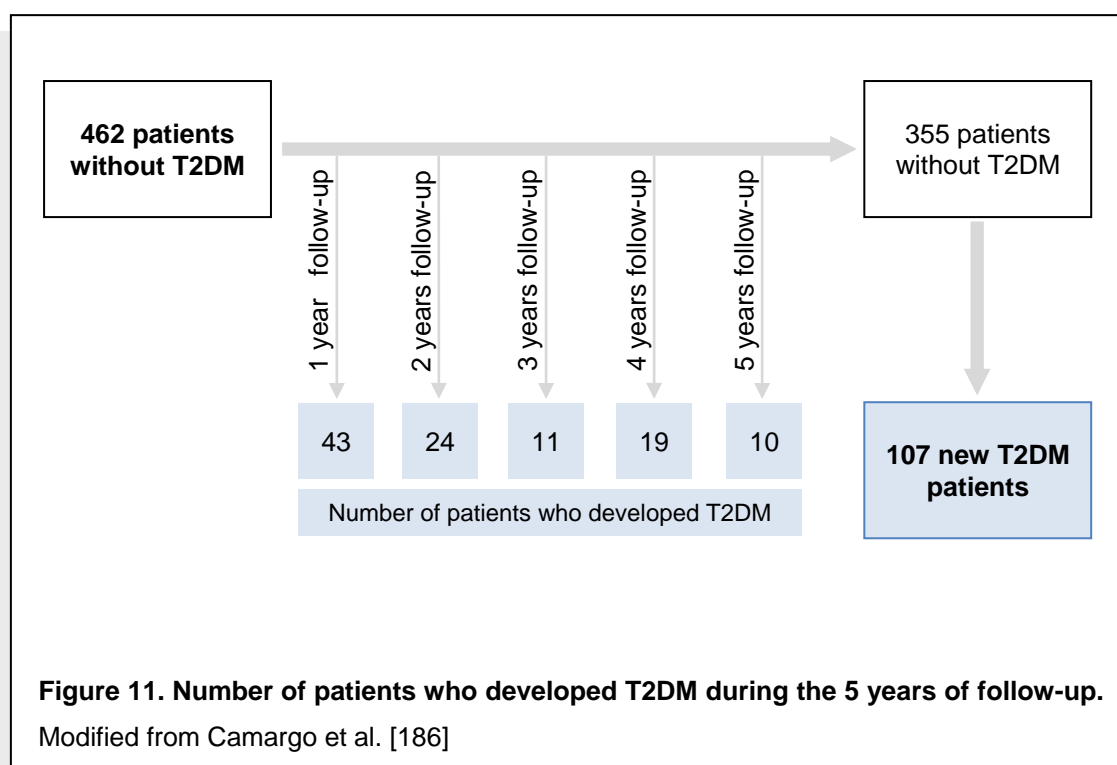 462 patients
without T2DM
355 patients
without T2DM
1 year follow-up
2 years follow-up
3 years follow-up
4 years follow-up
5 years follow-up
43
24
11
19
10
Number of patients who developed T2DM
107 new T2DM
patients
Figure 11. Number of patients who developed T2DM during the 5 years of follow-up.
Modified from Camargo et al. [186]